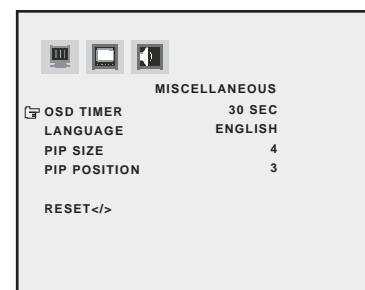 MISCELLANEOUS
OSD TIMER 30 SEC
LANGUAGE ENGLISH
PIP SIZE 4
PIP POSITION 3
RESET</>